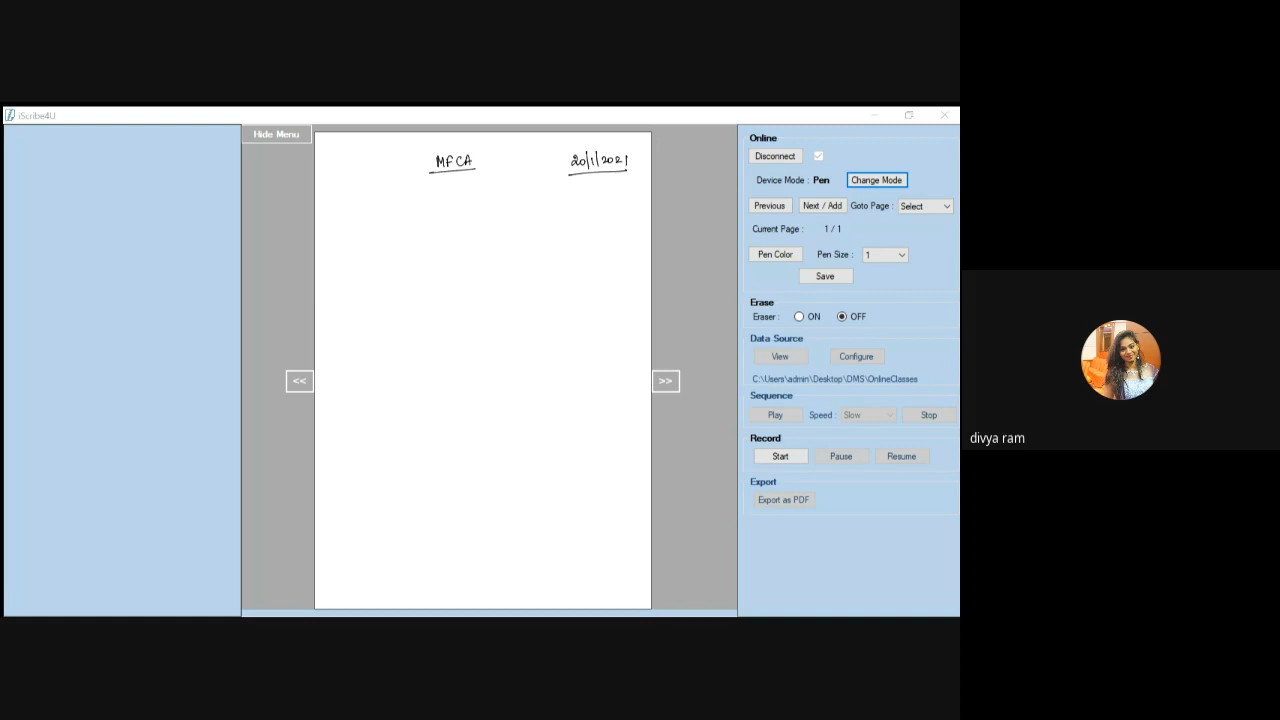 iScribe4U
Hide Menu
MFCA 20/1/2021
<<
>>
Online
Disconnect
Device Mode : Pen Change Mode
Previous Next / Add Goto Page : Select
Current Page : 1 / 1
Pen Color Pen Size : 1
Save
Erase
Eraser : ON OFF
Data Source
View Configure
C:\Users\admin\Desktop\DMS\OnlineClasses
Sequence
Play Speed : Slow Stop
Record
Start Pause Resume
Export
Export as PDF
divya ram